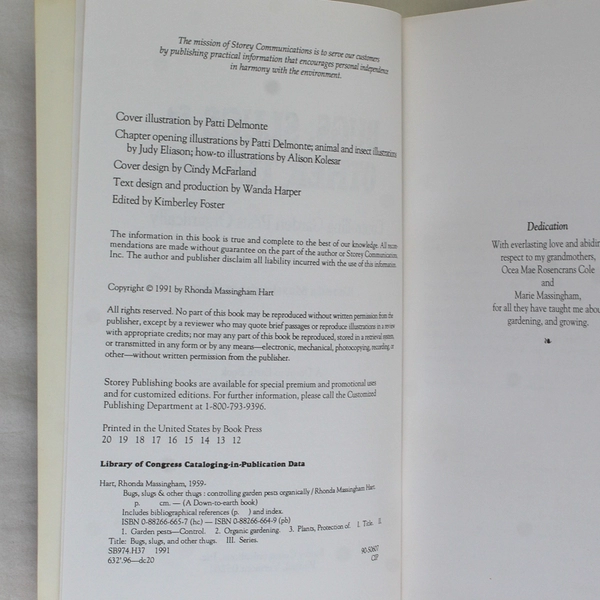 The mission of Storey Communications is to serve our customers
by publishing practical information that encourages personal independence
in harmony with the environment.
Cover illustration by Patti Delmonte
Chapter opening illustrations by Patti Delmonte; animal and insect illustrations
by Judy Eliason; how-to illustrations by Alison Kolesar
Cover design by Cindy McFarland
Text design and production by Wanda Harper
Edited by Kimberley Foster
The information in this book is true and complete to the best of our knowledge. All recom-
mendations are made without guarantee on the part of the author or Storey Communications,
Inc. The author and publisher disclaim all liability incurred with the use of this information.
Copyright © 1991 by Rhonda Massingham Hart
All rights reserved. No part of this book may be reproduced without written permission from the
publisher, except by a reviewer who may quote brief passages or reproduce illustrations in a review
with appropriate credits; nor may any part of this book be reproduced, stored in a retrieval system,
or transmitted in any form or by any means—electronic, mechanical, photocopying, recording, or
other—without written permission from the publisher.
Storey Publishing books are available for special premium and promotional uses
and for customized editions. For further information, please call the Customized
Publishing Department at 1-800-793-9396.
Printed in the United States by Book Press
20 19 18 17 16 15 14 13 12
Library of Congress Cataloging-in-Publication Data
Hart, Rhonda Massingham, 1959-
Bugs, slugs & other thugs : controlling garden pests organically / Rhonda Massingham Hart.
p. cm. — (A Down-to-earth book)
Includes bibliographical references (p. ) and index.
ISBN 0-88266-665-7 (hc) — ISBN 0-88266-664-9 (pb)
1. Garden pests—Control. 2. Organic gardening. 3. Plants, Protection of. I. Title. II.
Title: Bugs, slugs, and other thugs. III. Series.
SB974.H37 1991
632'.96—dc20
90-50607
CIP
Dedication
With everlasting love and abiding
respect to my grandmothers,
Ocea Mae Rosencrans Cole
and
Marie Massingham,
for all they have taught me about
gardening, and growing.